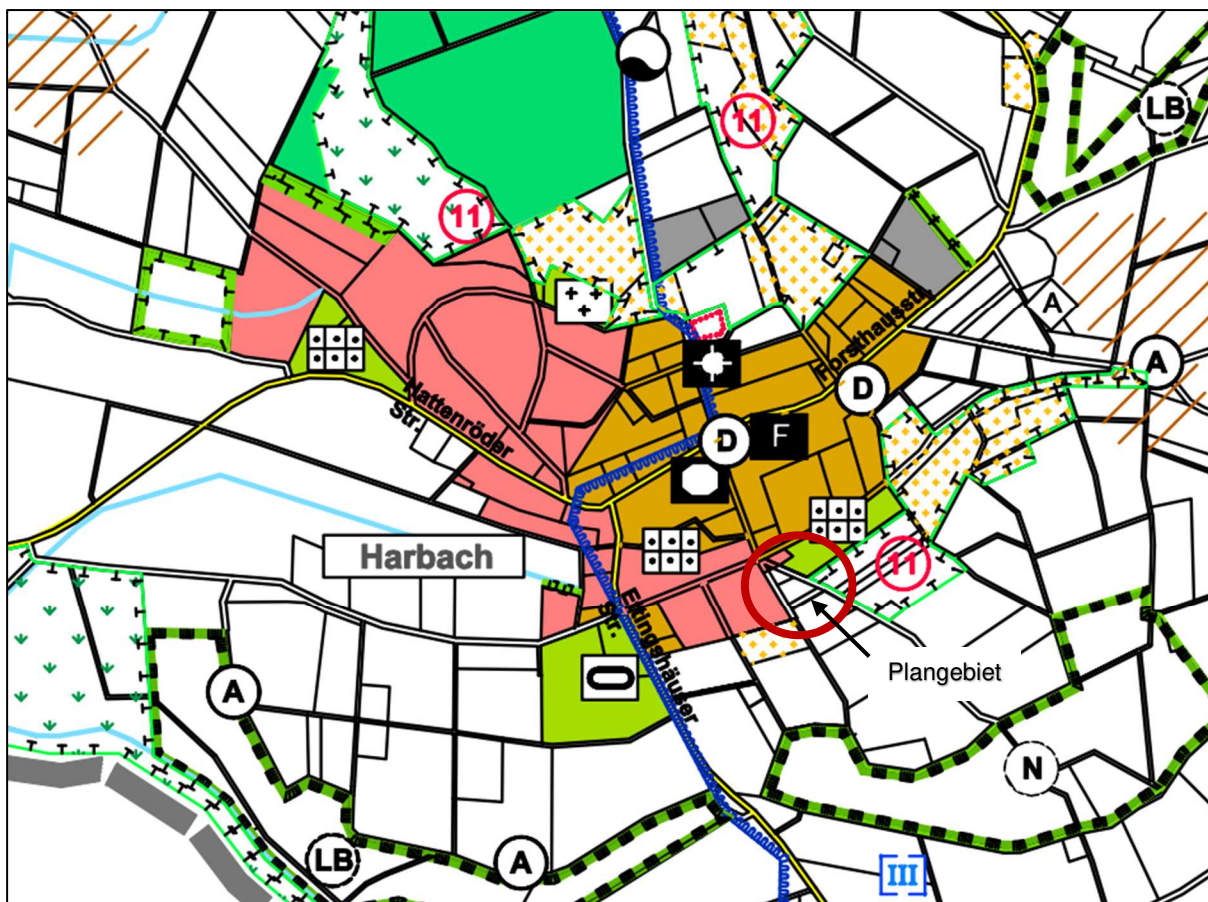 LB
11
11
A
Forsthausstr.
A
D
Nattenröder
Str.
D
F
Harbach
11
Ettingshäuser
Str.
Plangebiet
A
N
LB
A
III